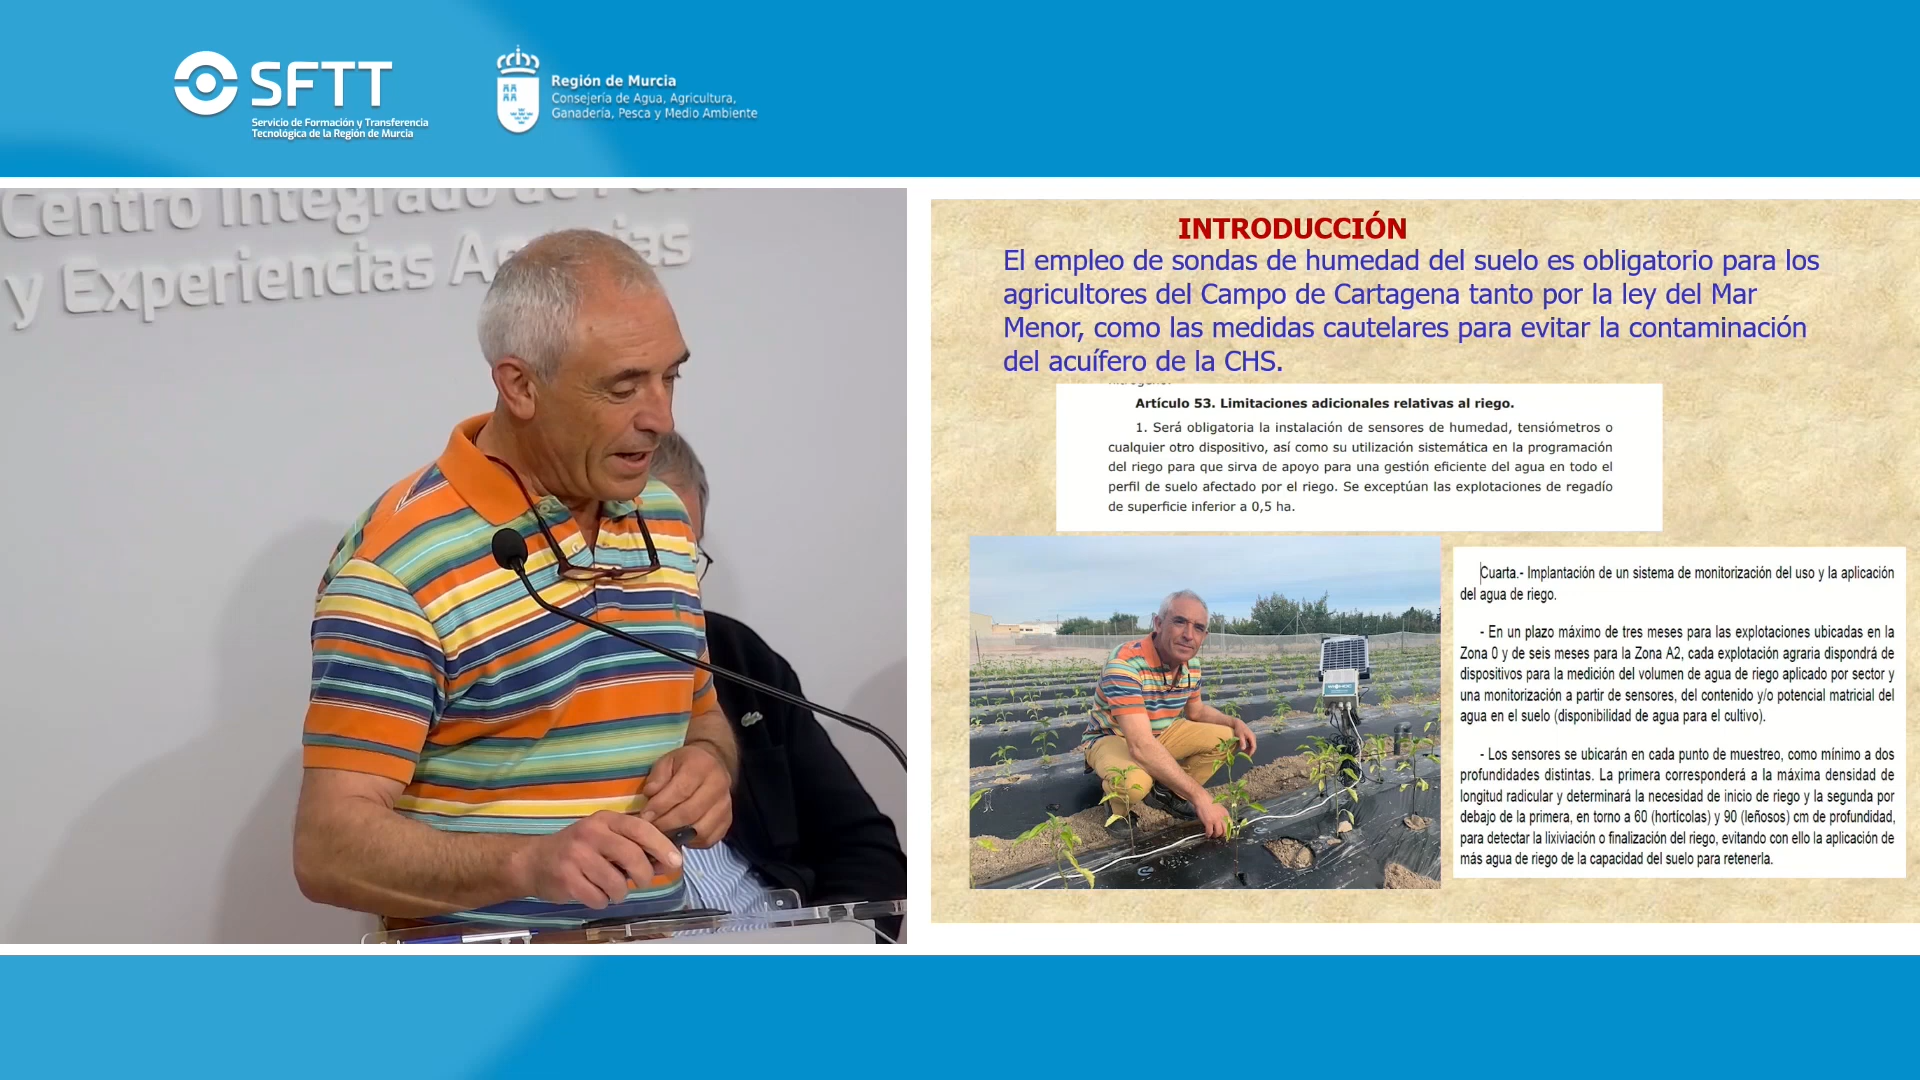 SFTT
Servicio de Formación y Transferencia
Tecnológica de la Región de Murcia
Región de Murcia
Consejería de Agua, Agricultura,
Ganadería, Pesca y Medio Ambiente
Centro Integrado de
y Experiencias
INTRODUCCIÓN
El empleo de sondas de humedad del suelo es obligatorio para los
agricultores del Campo de Cartagena tanto por la ley del Mar
Menor, como las medidas cautelares para evitar la contaminación
del acuífero de la CHS.
Artículo 53. Limitaciones adicionales relativas al riego.
1. Será obligatoria la instalación de sensores de humedad, tensiómetros o
cualquier otro dispositivo, así como su utilización sistemática en la programación
del riego para que sirva de apoyo para una gestión eficiente del agua en todo el
perfil de suelo afectado por el riego. Se exceptúan las explotaciones de regadío
de superficie inferior a 0,5 ha.
Cuarta.- Implantación de un sistema de monitorización del uso y la aplicación
del agua de riego.
- En un plazo máximo de tres meses para las explotaciones ubicadas en la
Zona 0 y de seis meses para la Zona A2, cada explotación agraria dispondrá de
dispositivos para la medición del volumen de agua de riego aplicado por sector y
una monitorización a partir de sensores, del contenido y/o potencial matricial del
agua en el suelo (disponibilidad de agua para el cultivo).
- Los sensores se ubicarán en cada punto de muestreo, como mínimo a dos
profundidades distintas. La primera corresponderá a la máxima densidad de
longitud radicular y determinará la necesidad de inicio de riego y la segunda por
debajo de la primera, en torno a 60 (hortícolas) y 90 (leñosos) cm de profundidad,
para detectar la lixiviación o finalización del riego, evitando con ello la aplicación de
más agua de riego de la capacidad del suelo para retenerla.